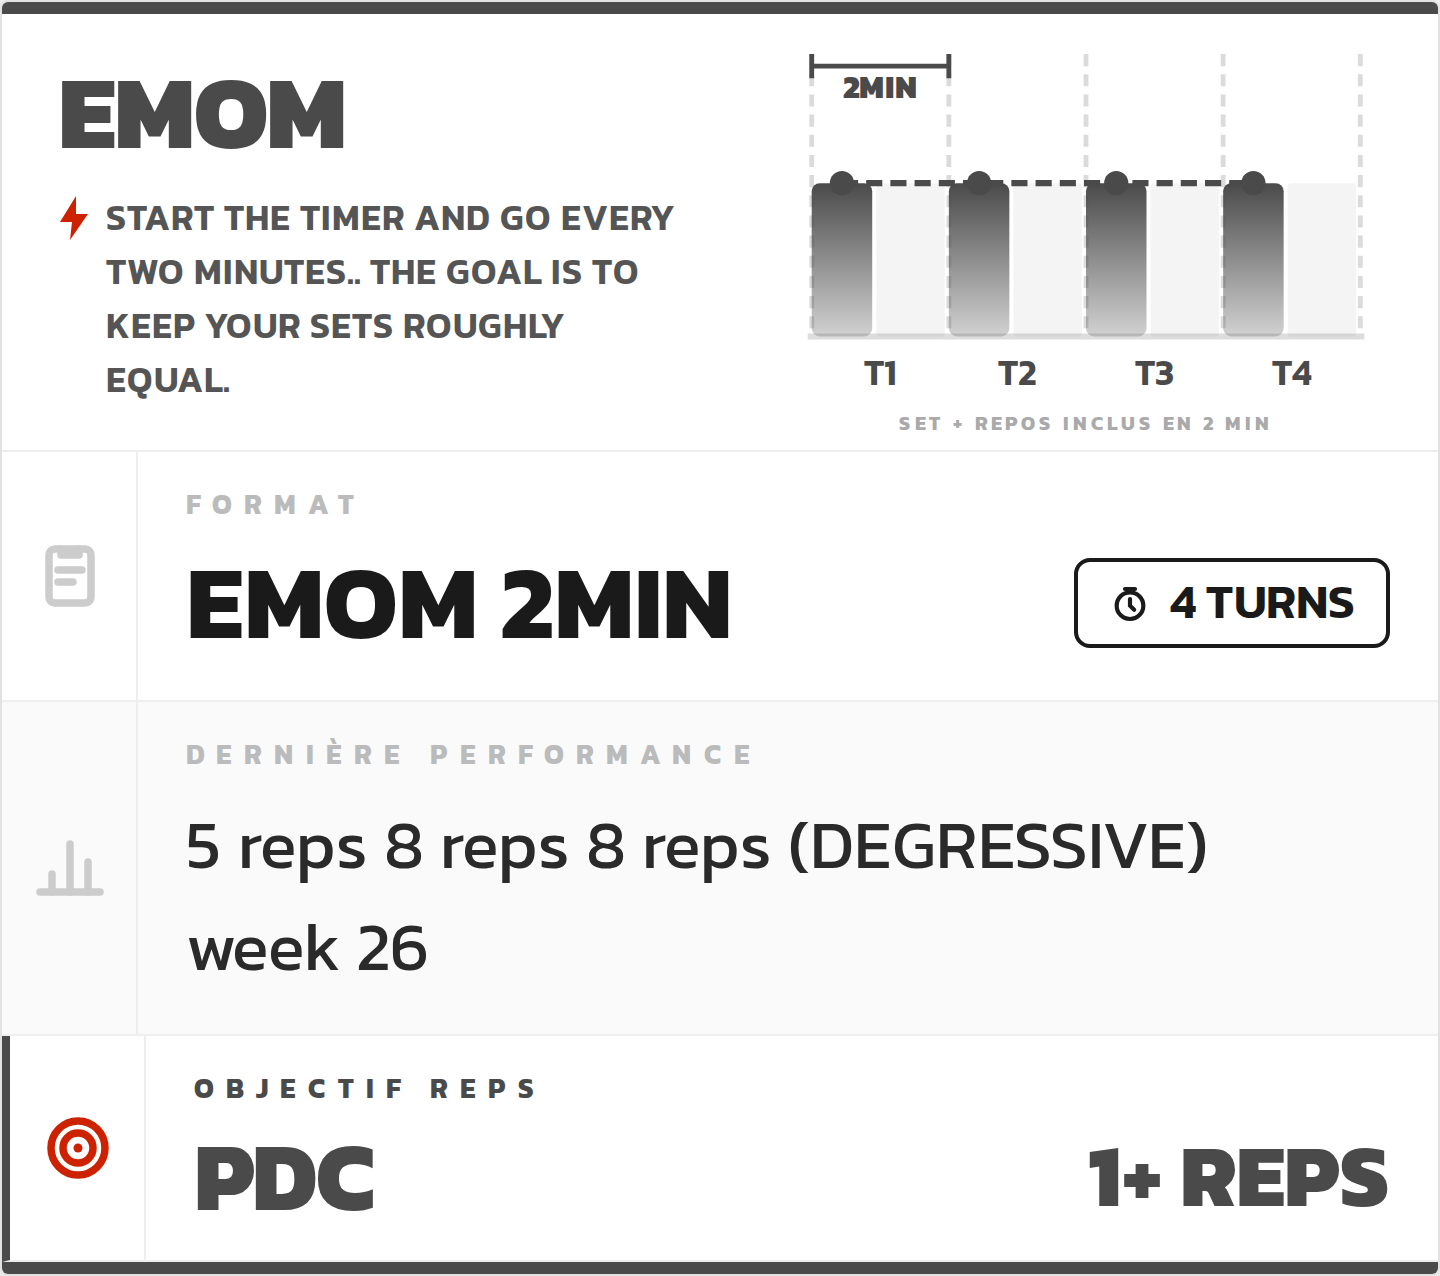 EMOM
START THE TIMER AND GO EVERY
TWO MINUTES.. THE GOAL IS TO
KEEP YOUR SETS ROUGHLY
EQUAL.
2MIN
T1 T2 T3 T4
SET + REPOS INCLUS EN 2 MIN
FORMAT
EMOM 2MIN
4 TURNS
DERNIÈRE PERFORMANCE
5 reps 8 reps 8 reps (DEGRESSIVE)
week 26
OBJECTIF REPS
PDC
1+ REPS